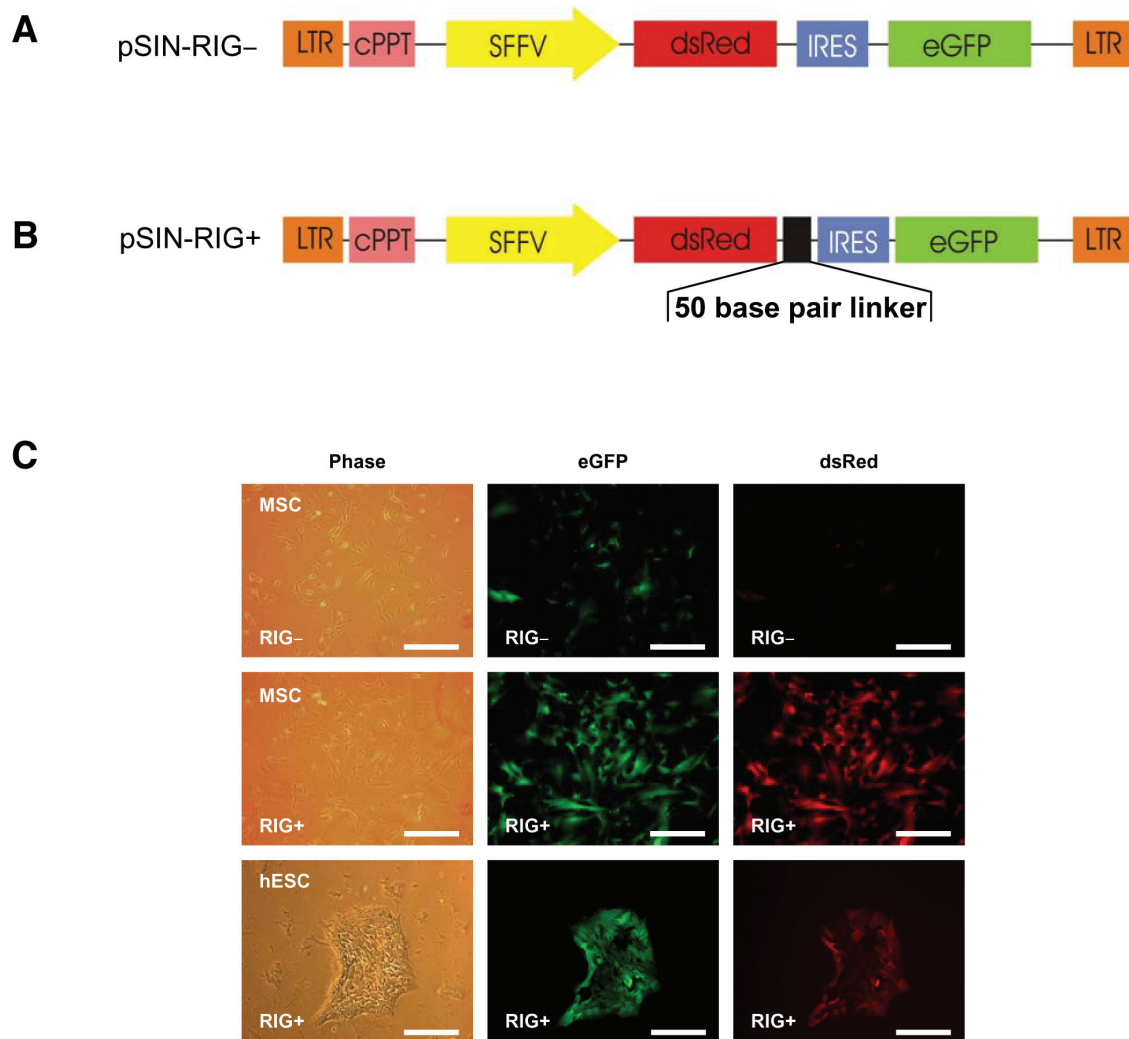 A
pSIN-RIG–
LTR cPPT SFFV dsRed IRES eGFP LTR
B
pSIN-RIG+
LTR cPPT SFFV dsRed IRES eGFP LTR
50 base pair linker
C
Phase eGFP dsRed
MSC
RIG– RIG– RIG–
MSC
RIG+ RIG+ RIG+
hESC
RIG+ RIG+ RIG+